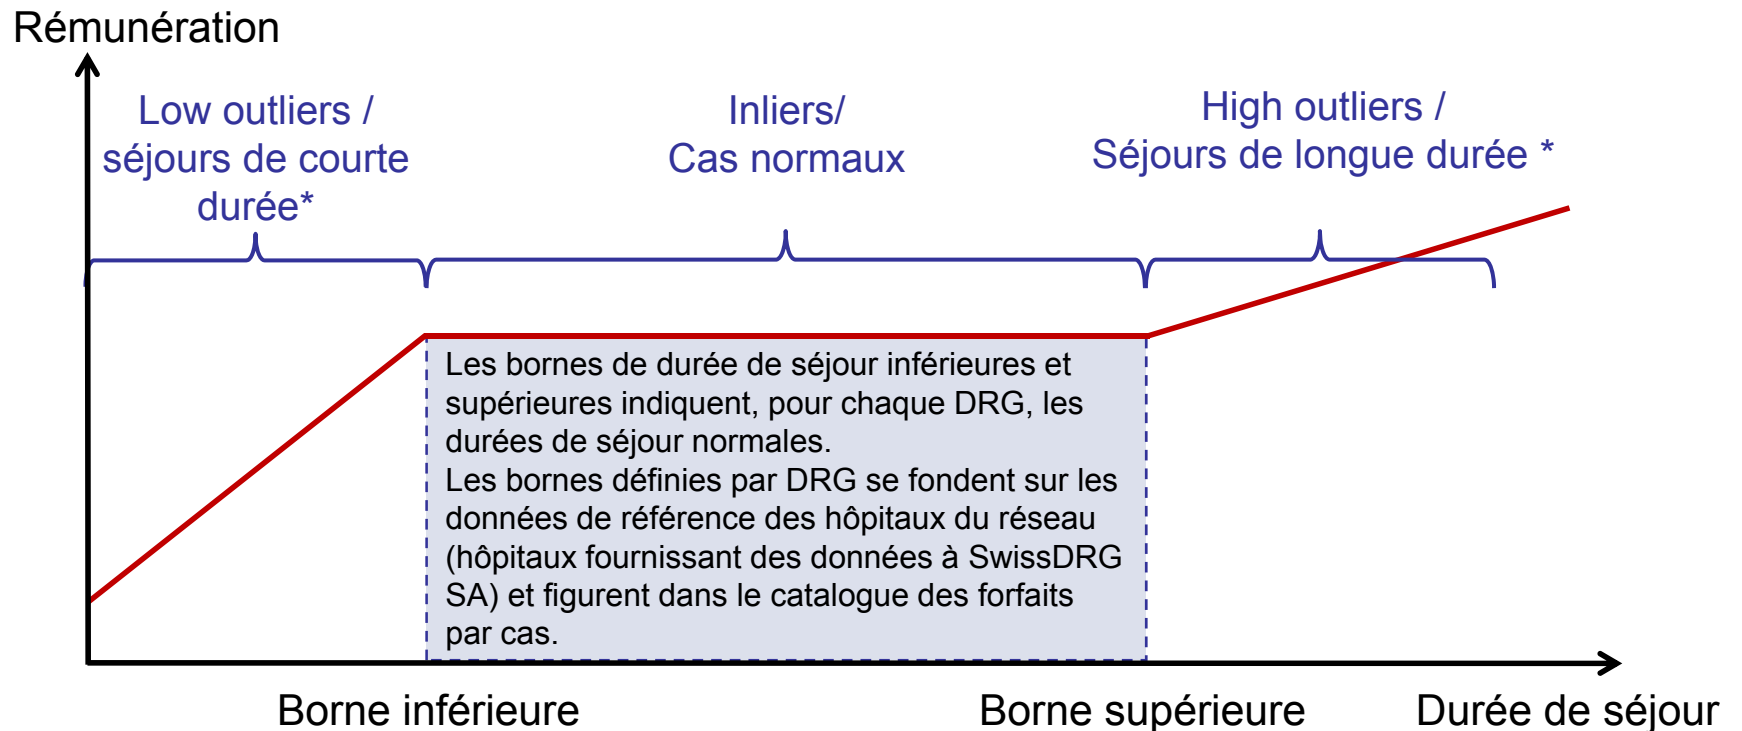 Rémunération
Low outliers /
séjours de courte
durée*
Inliers/
Cas normaux
High outliers /
Séjours de longue durée *
Les bornes de durée de séjour inférieures et
supérieures indiquent, pour chaque DRG, les
durées de séjour normales.
Les bornes définies par DRG se fondent sur les
données de référence des hôpitaux du réseau
(hôpitaux fournissant des données à SwissDRG
SA) et figurent dans le catalogue des forfaits
par cas.
Borne inférieure
Borne supérieure
Durée de séjour